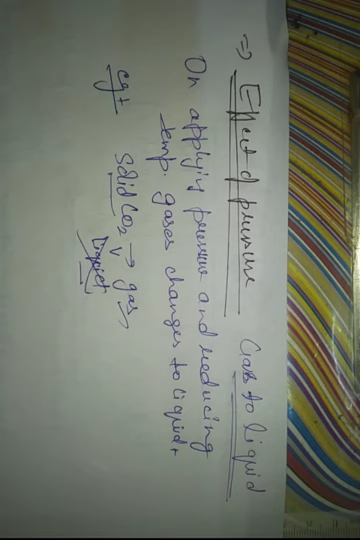 ⇒ Effect of pressure Gas to liquid
On applying pressure and reducing
temp. gases changes to liquid.
eg. Solid CO2 → gas
liquid